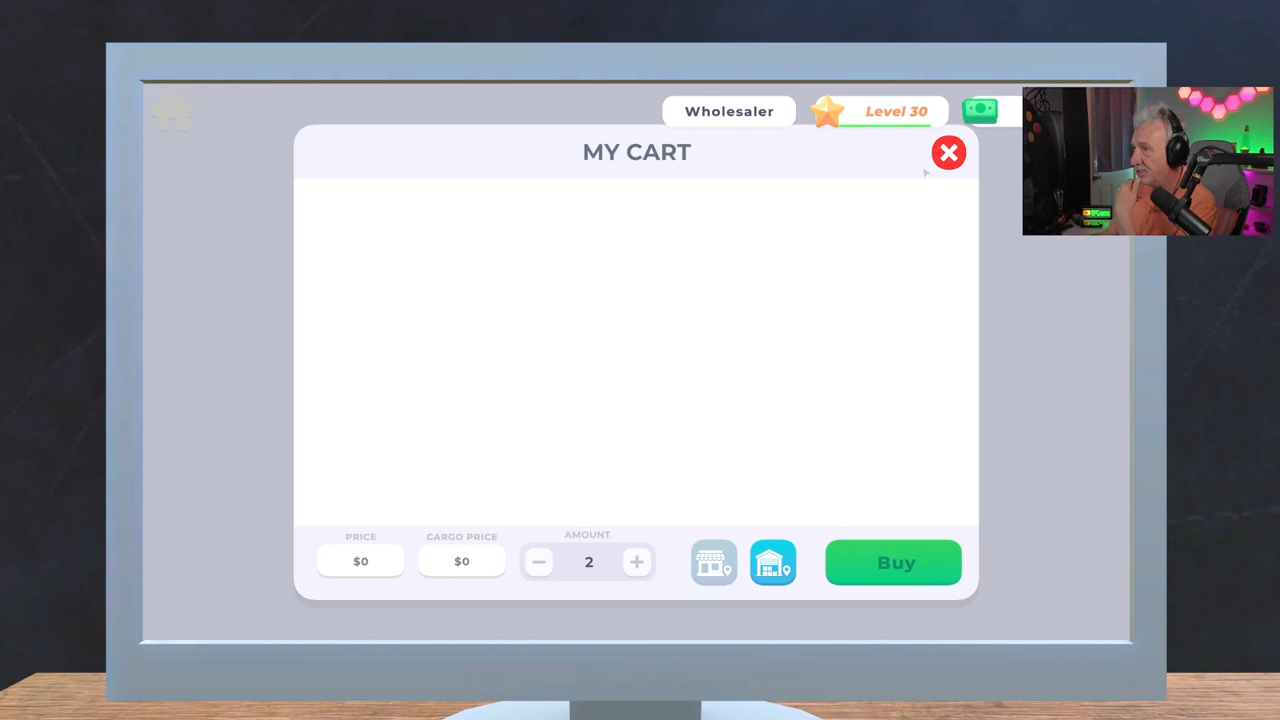 Wholesaler
Level 30
MY CART
PRICE
CARGO PRICE
AMOUNT
$0
$0
2
Buy